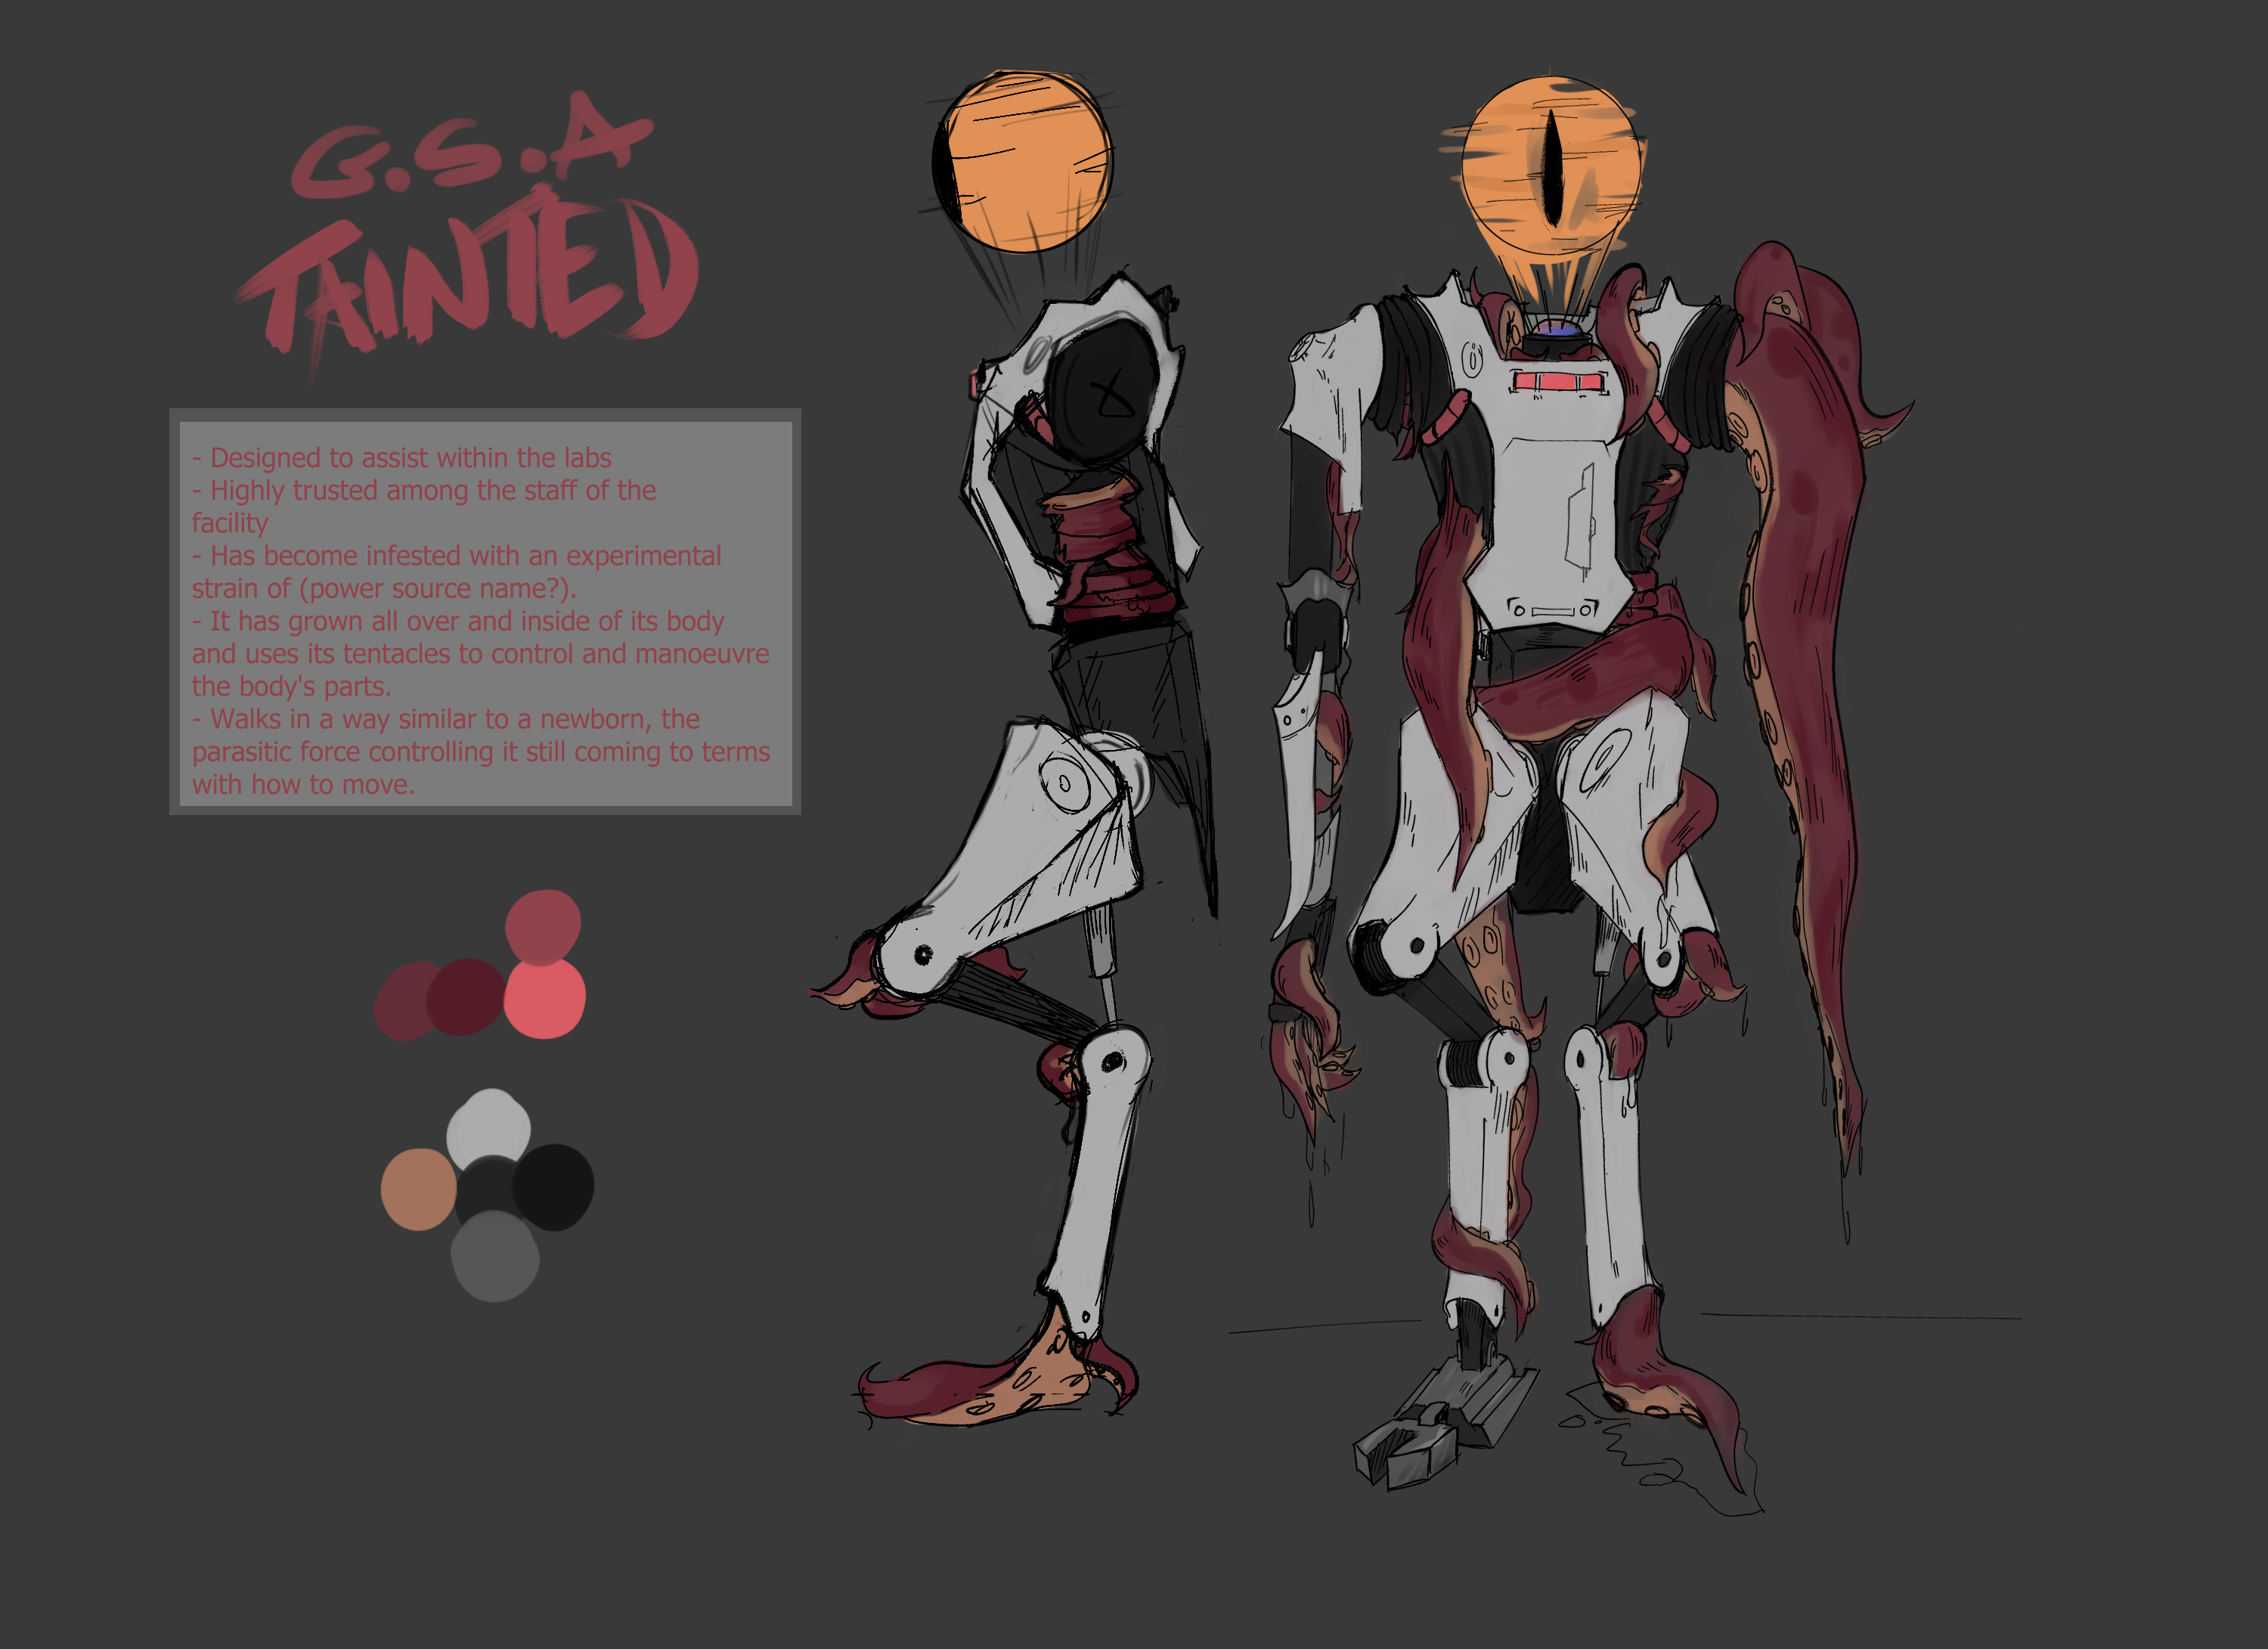 G.S.A
TAINTED
- Designed to assist within the labs
- Highly trusted among the staff of the
facility
- Has become infested with an experimental
strain of (power source name?).
- It has grown all over and inside of its body
and uses its tentacles to control and manoeuvre
the body's parts.
- Walks in a way similar to a newborn, the
parasitic force controlling it still coming to terms
with how to move.